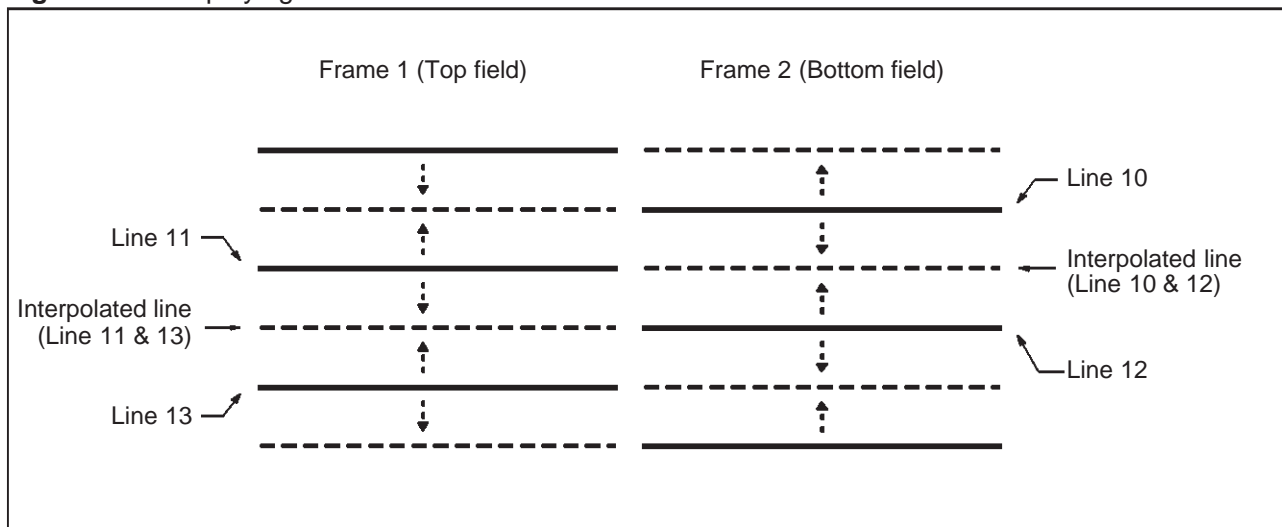 Frame 1 (Top field)
Frame 2 (Bottom field)
Line 10
Line 11
Interpolated line
(Line 10 & 12)
Interpolated line
(Line 11 & 13)
Line 12
Line 13